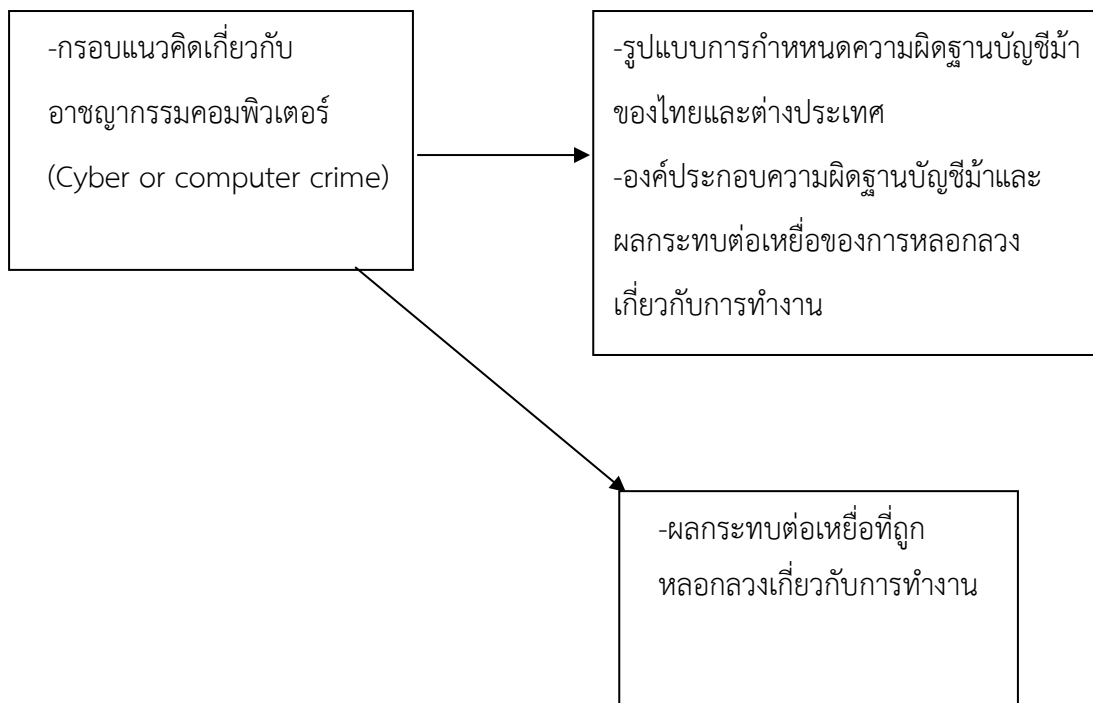 -กรอบแนวคิดเกี่ยวกับ
อาชญากรรมคอมพิวเตอร์
(Cyber or computer crime)
-รูปแบบการกำหหนดความผิดฐานบัญชีม้า
ของไทยและต่างประเทศ
-องค์ประกอบความผิดฐานบัญชีม้าและ
ผลกระทบต่อเหยื่อของการหลอกลวง
เกี่ยวกับการทำงาน
-ผลกระทบต่อเหยื่อที่ถูก
หลอกลวงเกี่ยวกับการทำงาน